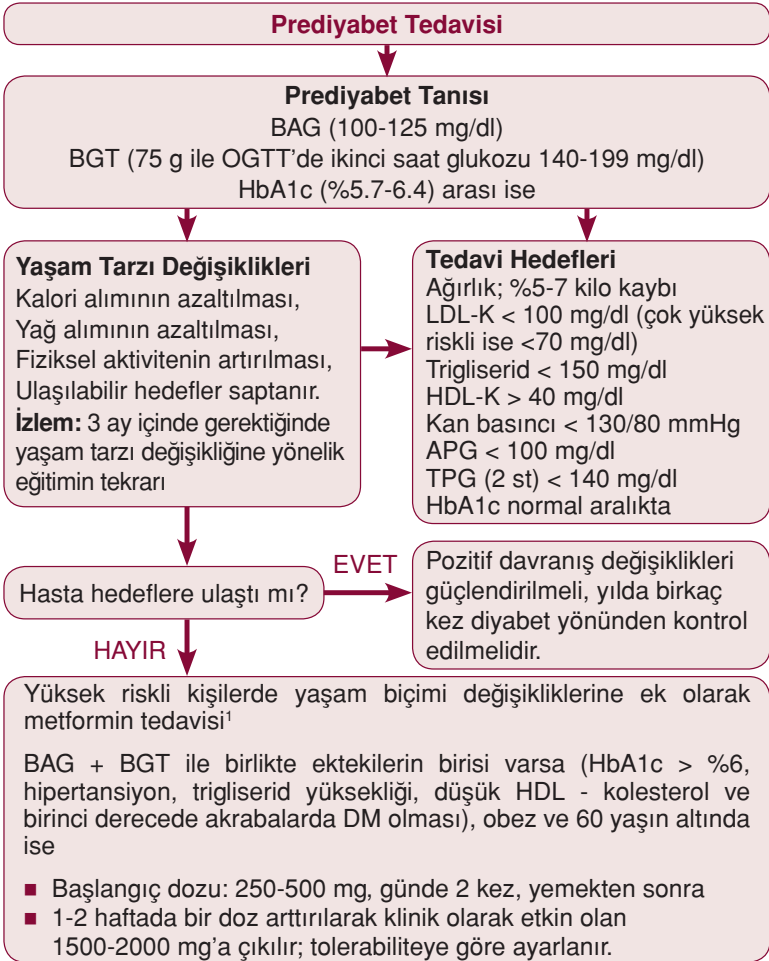 Prediyabet Tedavisi
Prediyabet Tanısı
BAG (100-125 mg/dl)
BGT (75 g ile OGTT’de ikinci saat glukozu 140-199 mg/dl)
HbA1c (%5.7-6.4) arası ise
Yaşam Tarzı Değişiklikleri
Kalori alımının azaltılması,
Yağ alımının azaltılması,
Fiziksel aktivitenin artırılması,
Ulaşılabilir hedefler saptanır.
İzlem: 3 ay içinde gerektiğinde
yaşam tarzı değişikliğine yönelik
eğitimin tekrarı
Tedavi Hedefleri
Ağırlık; %5-7 kilo kaybı
LDL-K < 100 mg/dl (çok yüksek
riskli ise <70 mg/dl)
Trigliserid < 150 mg/dl
HDL-K > 40 mg/dl
Kan basıncı < 130/80 mmHg
APG < 100 mg/dl
TPG (2 st) < 140 mg/dl
HbA1c normal aralıkta
Hasta hedeflere ulaştı mı?
EVET
Pozitif davranış değişiklikleri
güçlendirilmeli, yılda birkaç
kez diyabet yönünden kontrol
edilmelidir.
HAYIR
Yüksek riskli kişilerde yaşam biçimi değişikliklerine ek olarak
metformin tedavisi¹
BAG + BGT ile birlikte ektekilerin birisi varsa (HbA1c > %6,
hipertansiyon, trigliserid yüksekliği, düşük HDL - kolesterol ve
birinci derecede akrabalarda DM olması), obez ve 60 yaşın altında
ise
■ Başlangıç dozu: 250-500 mg, günde 2 kez, yemekten sonra
■ 1-2 haftada bir doz arttırılarak klinik olarak etkin olan
1500-2000 mg’a çıkılır; tolerabiliteye göre ayarlanır.